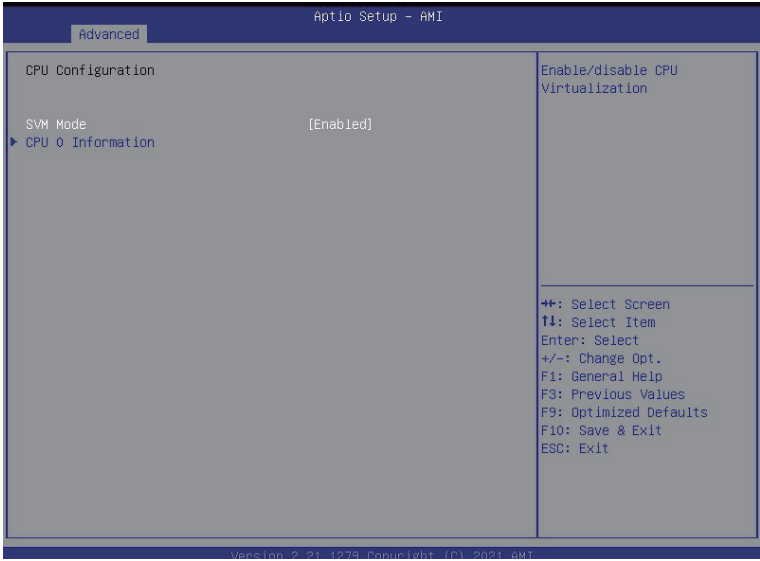 Aptio Setup – AMI
Advanced
CPU Configuration
SVM Mode [Enabled]
CPU 0 Information
Enable/disable CPU
Virtualization
→←: Select Screen
↑↓: Select Item
Enter: Select
+/-: Change Opt.
F1: General Help
F3: Previous Values
F9: Optimized Defaults
F10: Save & Exit
ESC: Exit
Version 2.21.1279 Copyright (C) 2021 AMI